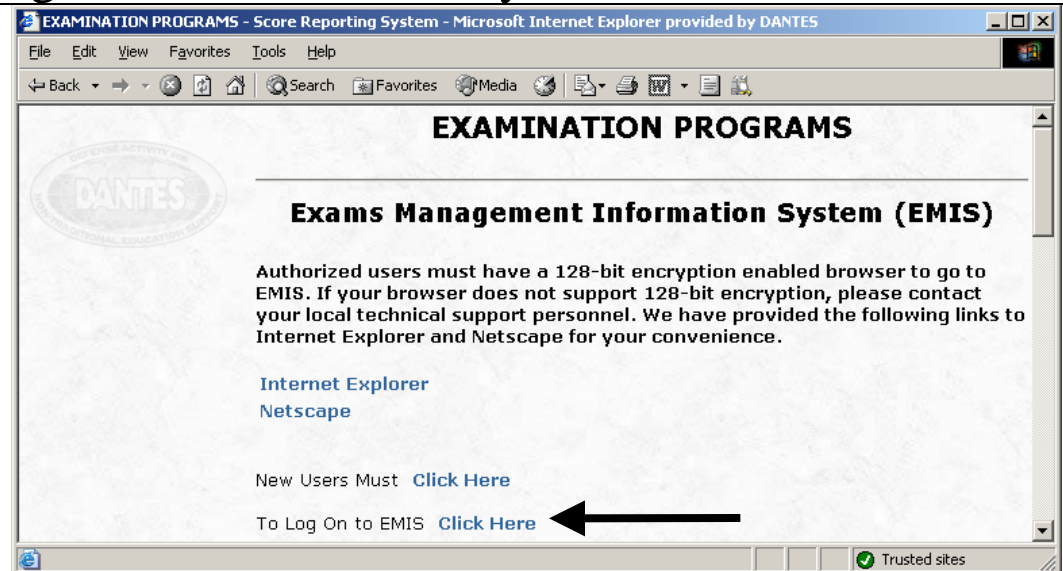 EXAMINATION PROGRAMS - Score Reporting System - Microsoft Internet Explorer provided by DANTES
File Edit View Favorites Tools Help
Back Search Favorites Media
EXAMINATION PROGRAMS
DEFENSE ACTIVITY FOR
DANTES
Exams Management Information System (EMIS)
Authorized users must have a 128-bit encryption enabled browser to go to
EMIS. If your browser does not support 128-bit encryption, please contact
your local technical support personnel. We have provided the following links to
Internet Explorer and Netscape for your convenience.
Internet Explorer
Netscape
New Users Must Click Here
To Log On to EMIS Click Here
Trusted sites